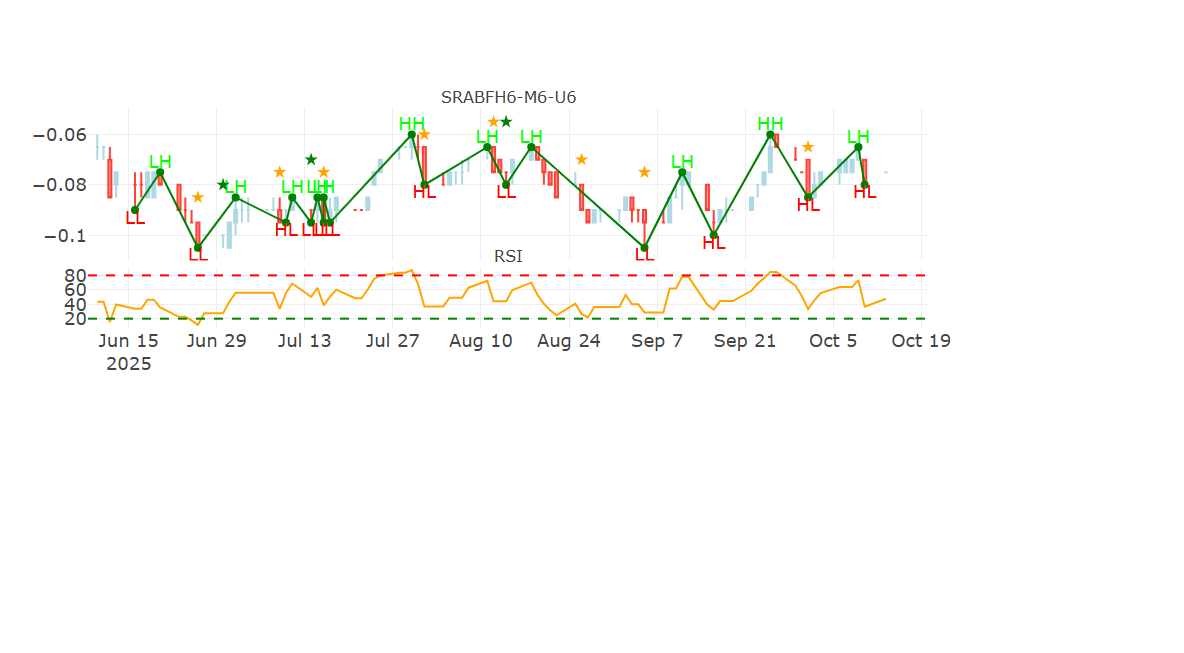 SRABFH6-M6-U6
−0.06
−0.08
−0.1
HH
LH
LH
HH
LH
LH
LH
LH
LH
LH
LH
LL
HL
LL
HL
HL
LL
HL
LL
LL
LL
LL
HL
RSI
80
60
40
20
Jun 15
2025
Jun 29
Jul 13
Jul 27
Aug 10
Aug 24
Sep 7
Sep 21
Oct 5
Oct 19